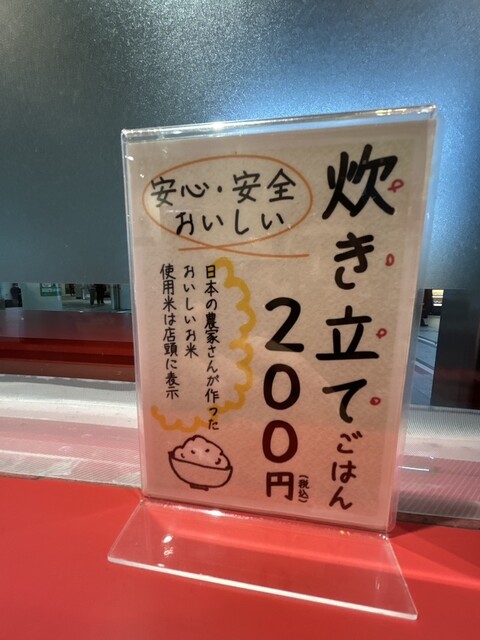 炊き立てごはん
200円(税込)
安心・安全
おいしい
日本の農家さんが作った
おいしいお米
使用米は店頭に表示